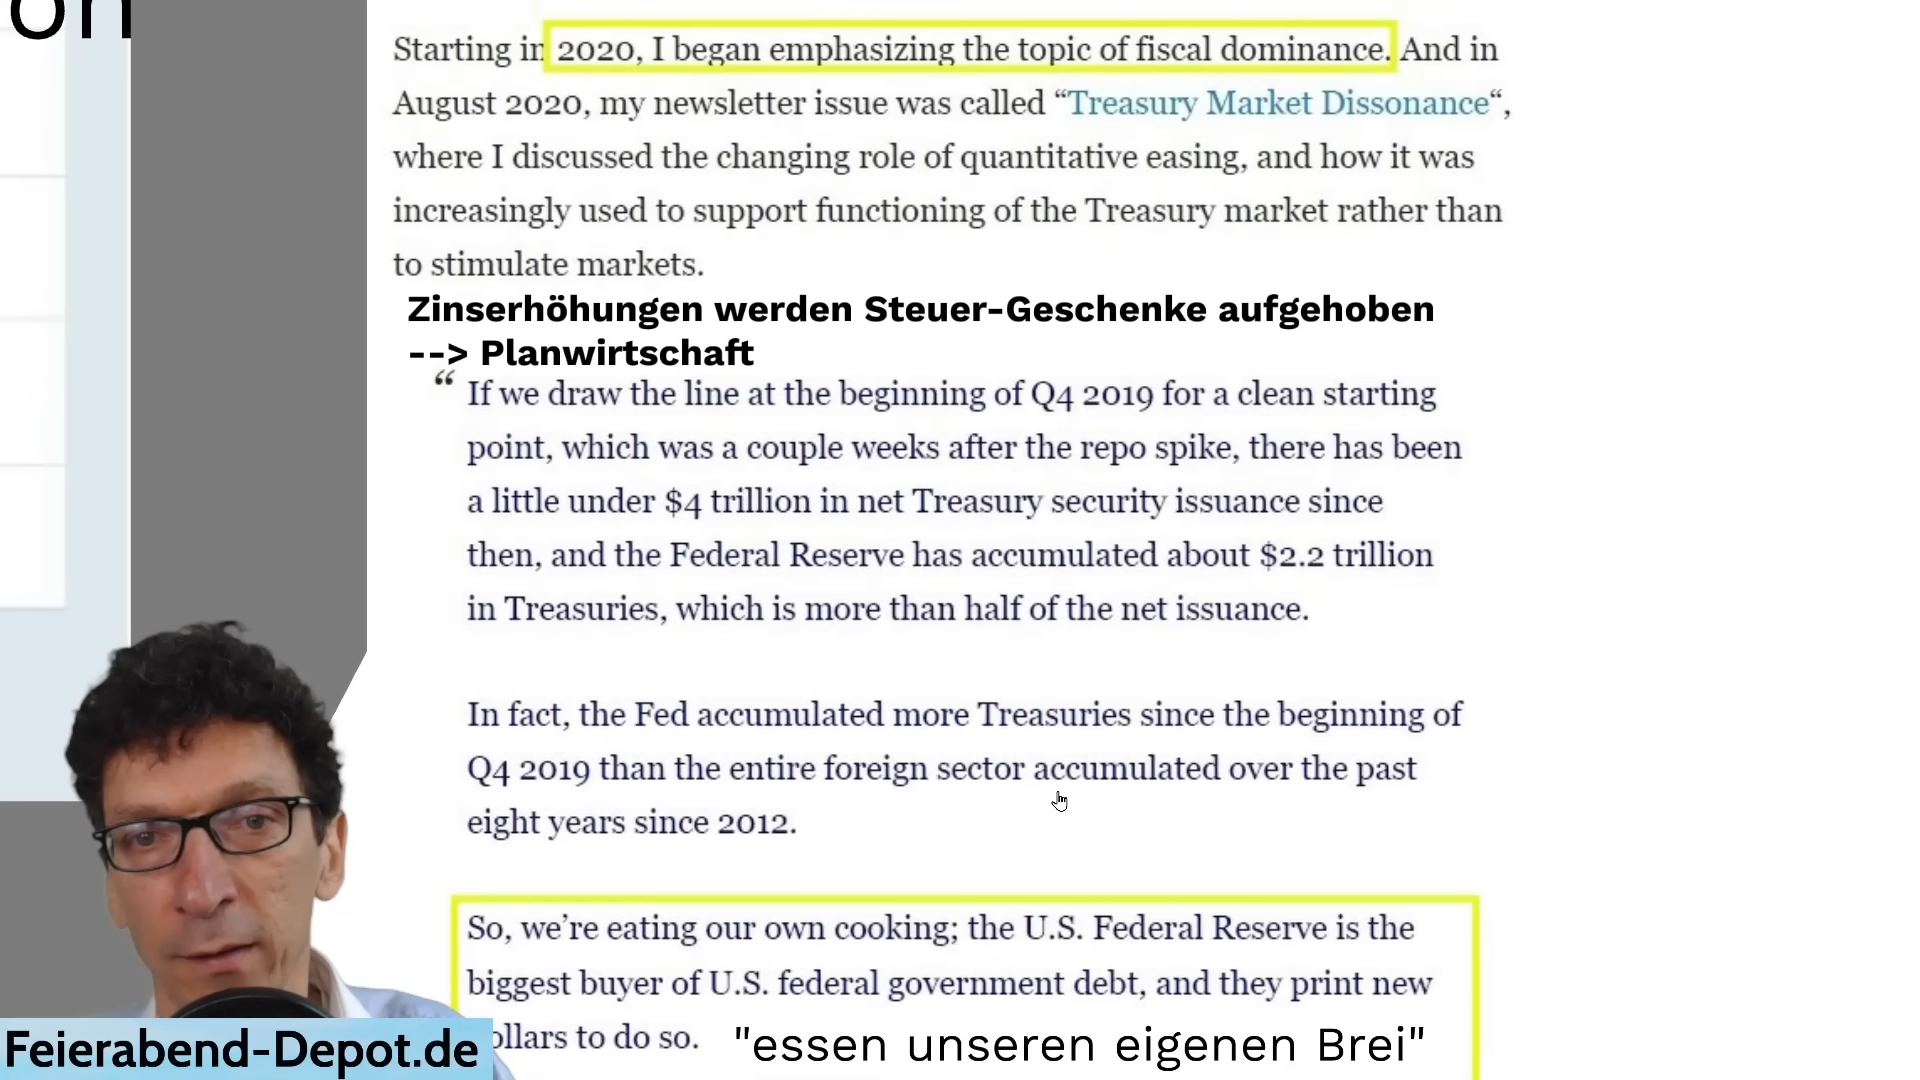 on
Starting in 2020, I began emphasizing the topic of fiscal dominance. And in
August 2020, my newsletter issue was called “Treasury Market Dissonance“,
where I discussed the changing role of quantitative easing, and how it was
increasingly used to support functioning of the Treasury market rather than
to stimulate markets.
Zinserhöhungen werden Steuer-Geschenke aufgehoben
--> Planwirtschaft
“ If we draw the line at the beginning of Q4 2019 for a clean starting
point, which was a couple weeks after the repo spike, there has been
a little under $4 trillion in net Treasury security issuance since
then, and the Federal Reserve has accumulated about $2.2 trillion
in Treasuries, which is more than half of the net issuance.
In fact, the Fed accumulated more Treasuries since the beginning of
Q4 2019 than the entire foreign sector accumulated over the past
eight years since 2012.
So, we’re eating our own cooking; the U.S. Federal Reserve is the
biggest buyer of U.S. federal government debt, and they print new
ollars to do so. "essen unseren eigenen Brei"
Feierabend-Depot.de